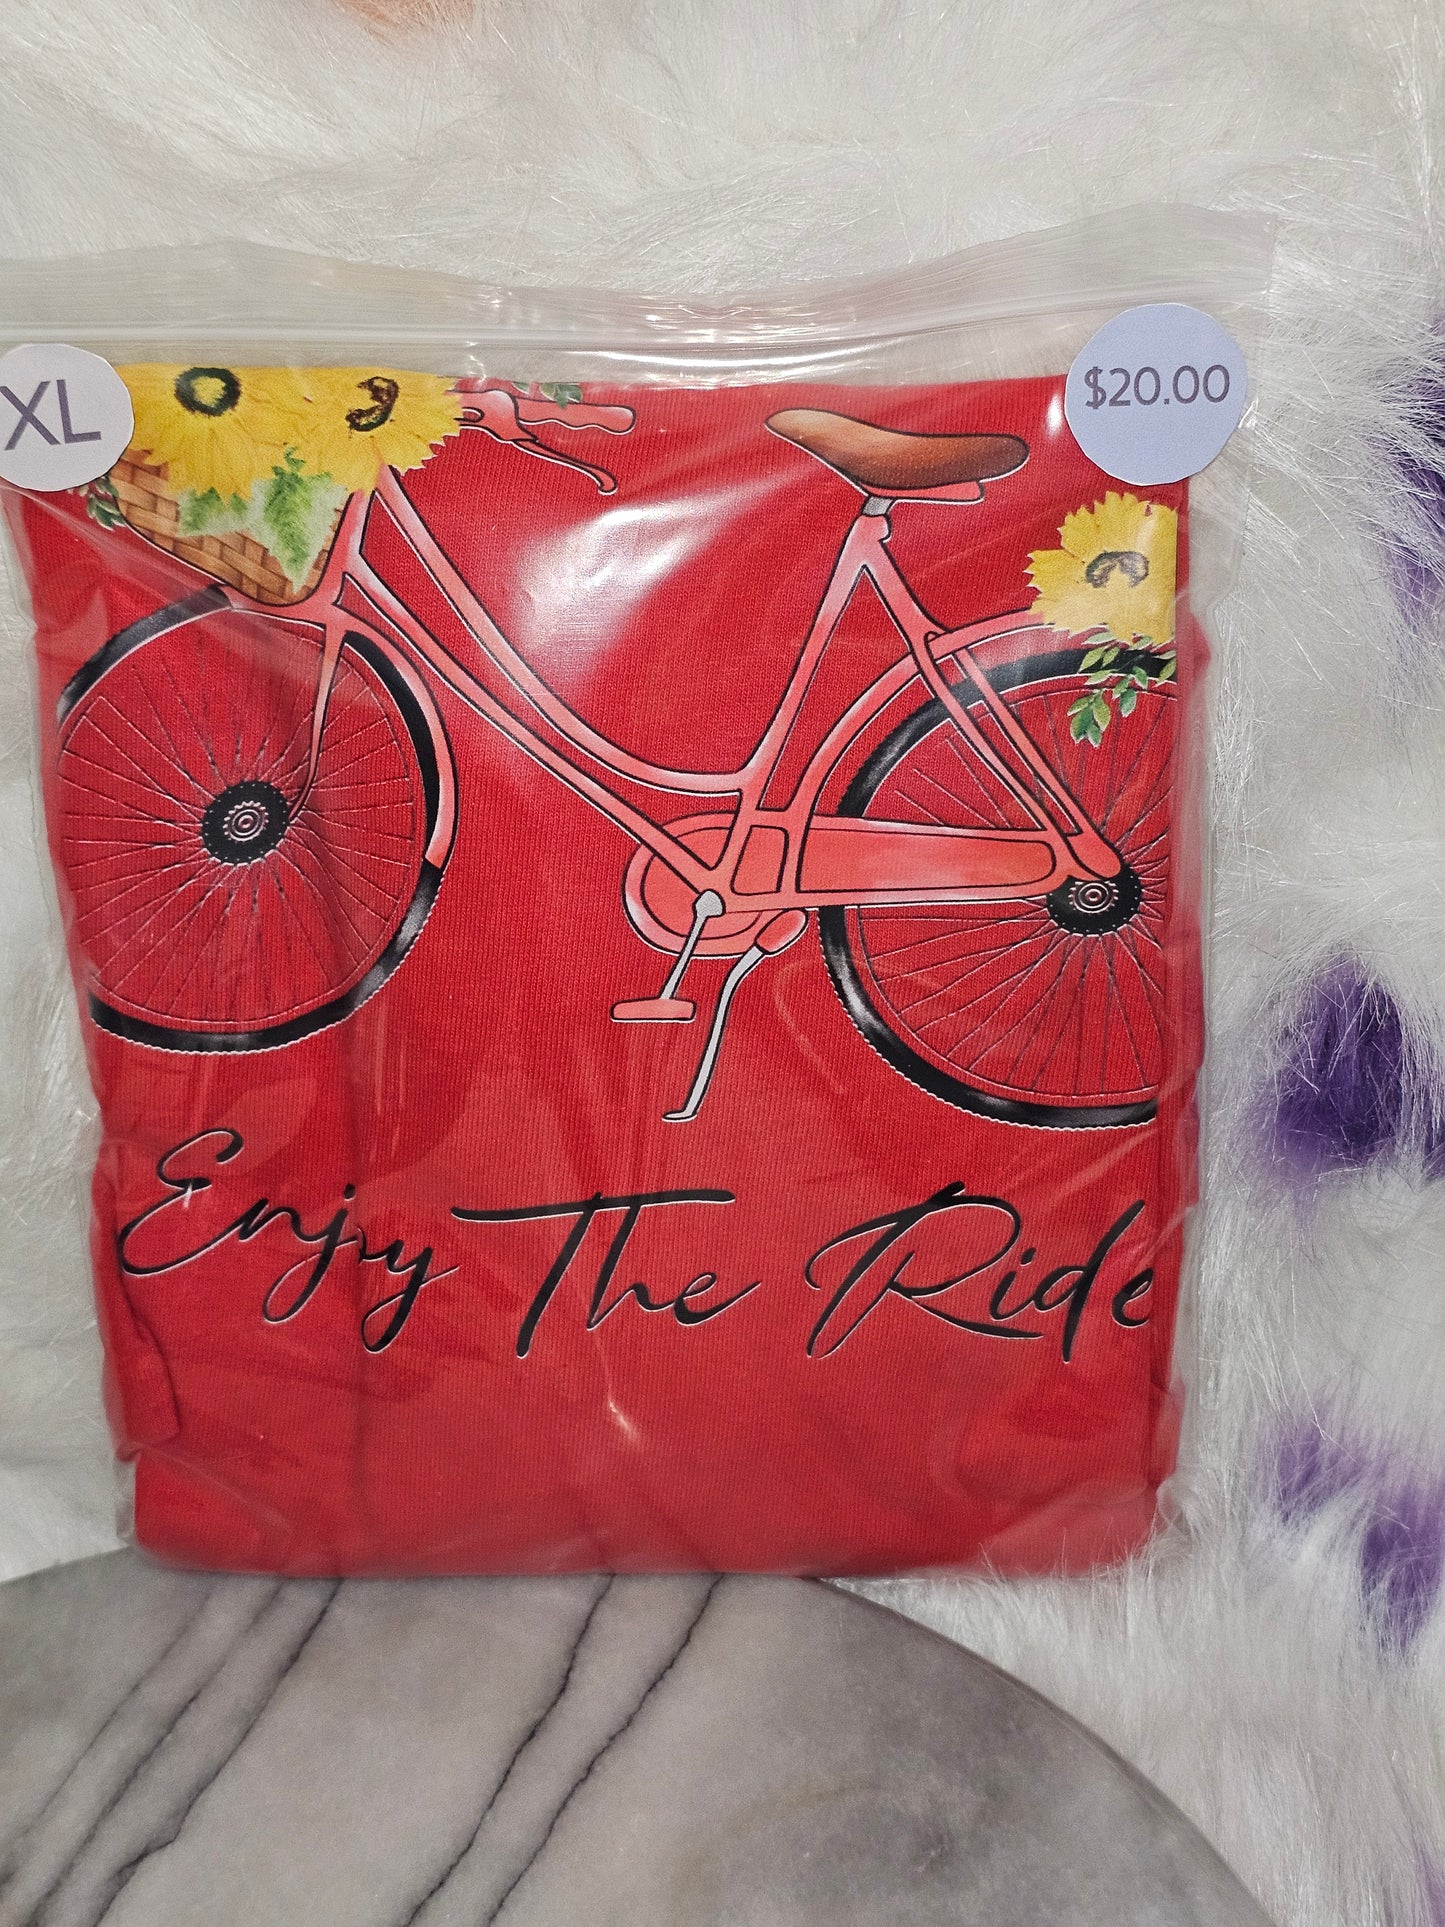 XL
$20.00
Enjoy The Ride